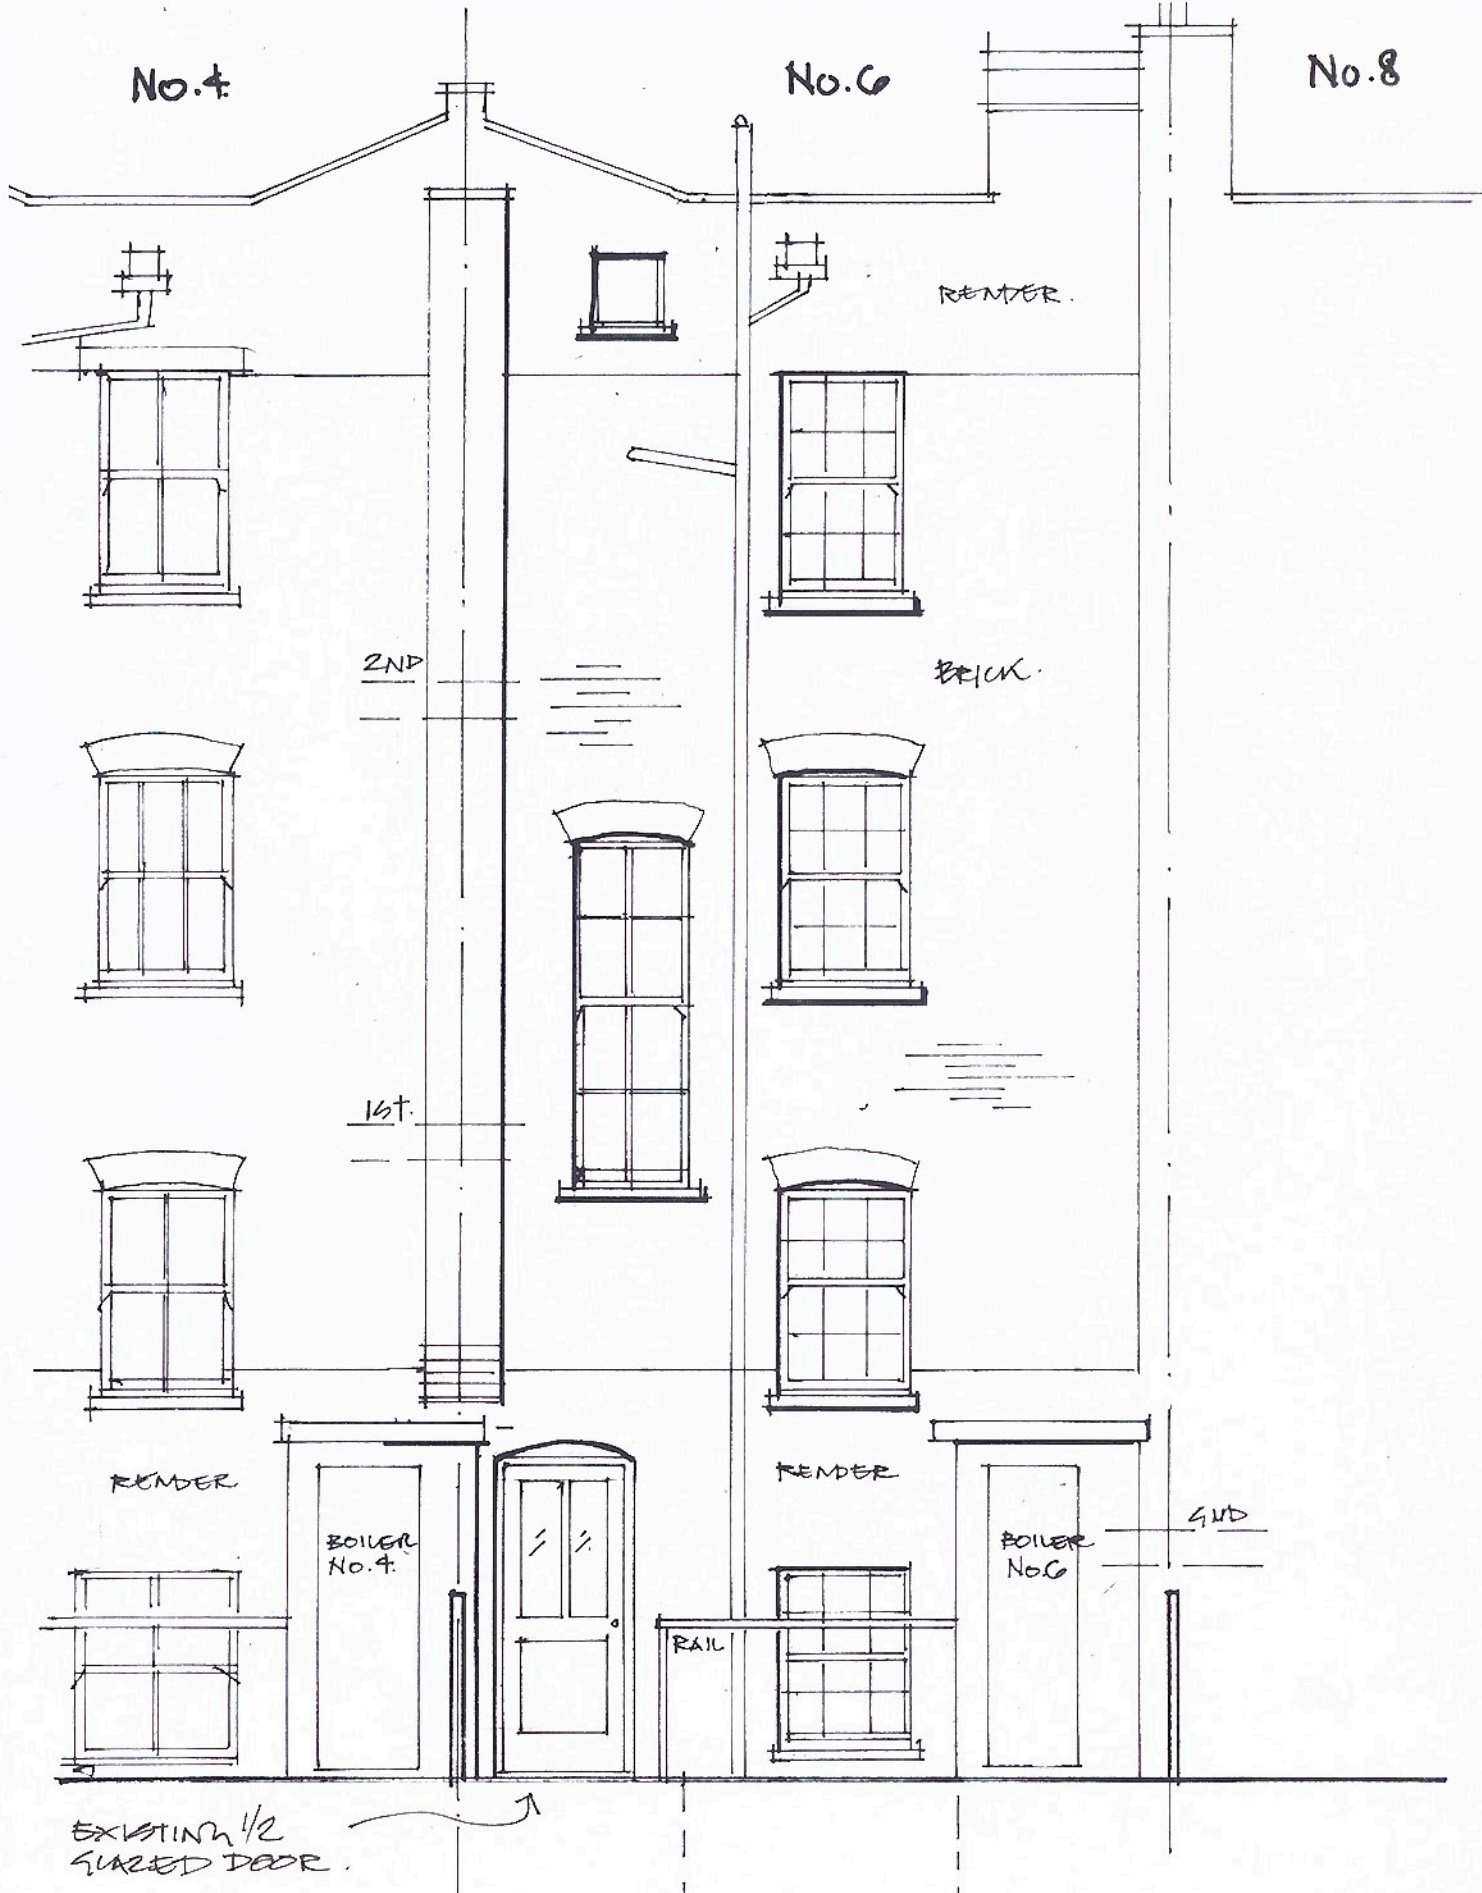 No.4
No.6
No.8
RENDER.
2ND
BRICK.
1st.
RENDER
RENDER
BOILER
No.4.
BOILER
No.6
GND
RAIL
EXISTING 1/2
GLAZED DOOR.